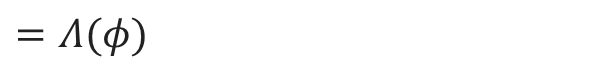 = Λ(ϕ)